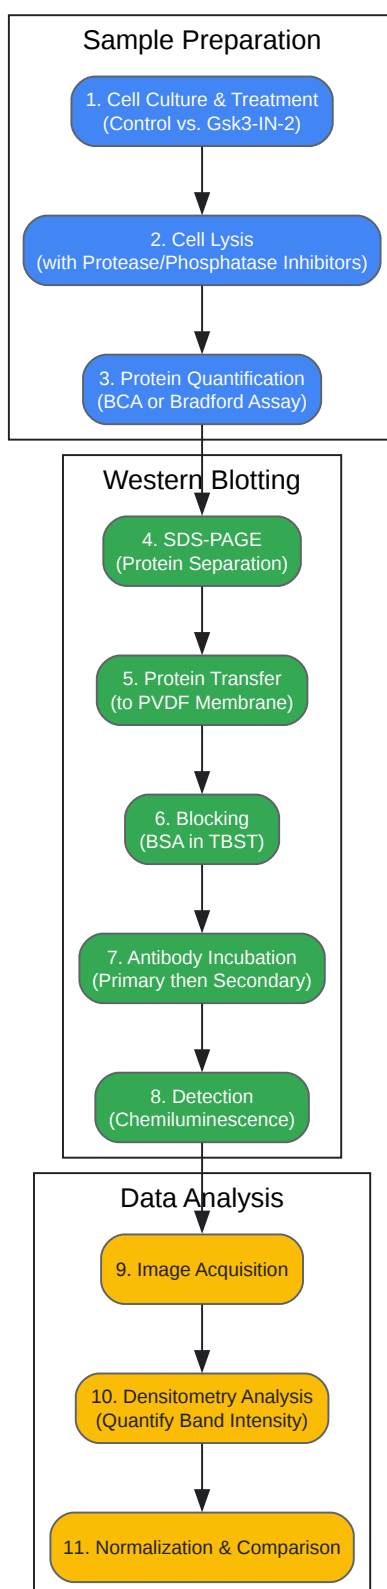 Sample Preparation
1. Cell Culture & Treatment
(Control vs. Gsk3-IN-2)
2. Cell Lysis
(with Protease/Phosphatase Inhibitors)
3. Protein Quantification
(BCA or Bradford Assay)
Western Blotting
4. SDS-PAGE
(Protein Separation)
5. Protein Transfer
(to PVDF Membrane)
6. Blocking
(BSA in TBST)
7. Antibody Incubation
(Primary then Secondary)
8. Detection
(Chemiluminescence)
Data Analysis
9. Image Acquisition
10. Densitometry Analysis
(Quantify Band Intensity)
11. Normalization & Comparison